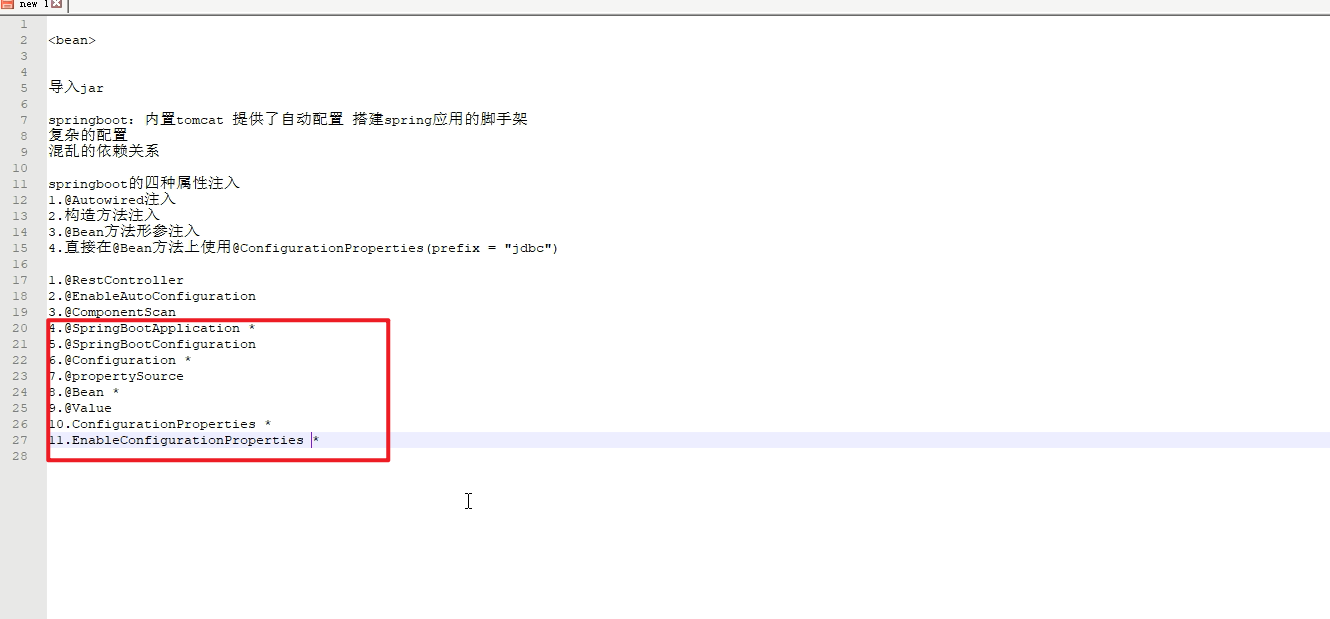 new 1
1
2 <bean>
3
4
5 导入jar
6
7 springboot: 内置tomcat 提供了自动配置 搭建spring应用的脚手架
8 复杂的配置
9 混乱的依赖关系
10
11 springboot的四种属性注入
12 1.@Autowired注入
13 2.构造方法注入
14 3.@Bean方法形参注入
15 4.直接在@Bean方法上使用@ConfigurationProperties(prefix = "jdbc")
16
17 1.@RestController
18 2.@EnableAutoConfiguration
19 3.@ComponentScan
20 4.@SpringBootApplication *
21 5.@SpringBootConfiguration
22 6.@Configuration *
23 7.@propertySource
24 8.@Bean *
25 9.@Value
26 10.ConfigurationProperties *
27 11.EnableConfigurationProperties *
28